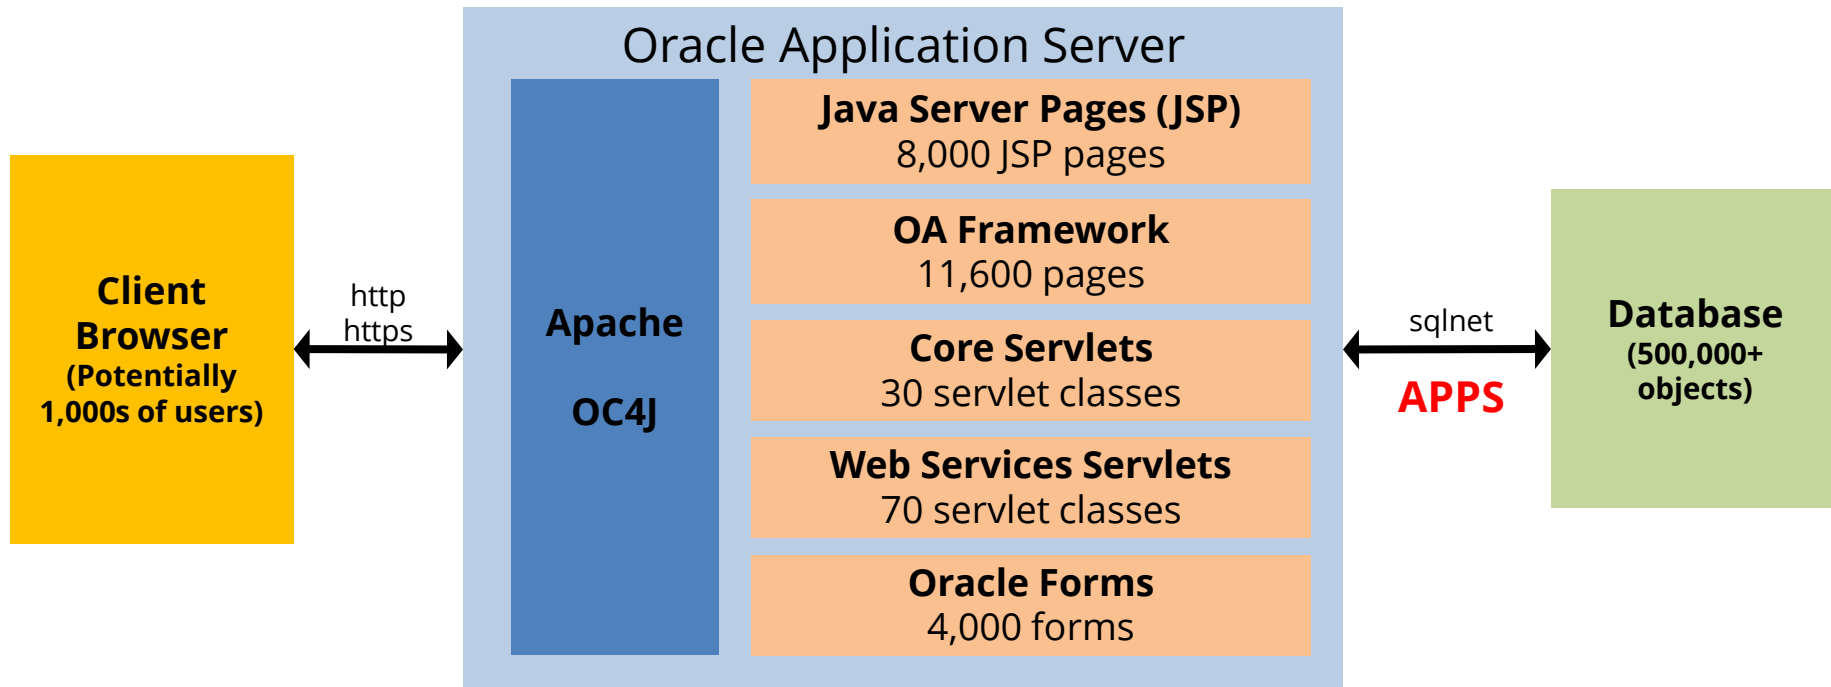 Oracle Application Server
Client
Browser
(Potentially
1,000s of users)
http
https
Apache
OC4J
Java Server Pages (JSP)
8,000 JSP pages
OA Framework
11,600 pages
Core Servlets
30 servlet classes
Web Services Servlets
70 servlet classes
Oracle Forms
4,000 forms
sqlnet
APPS
Database
(500,000+
objects)